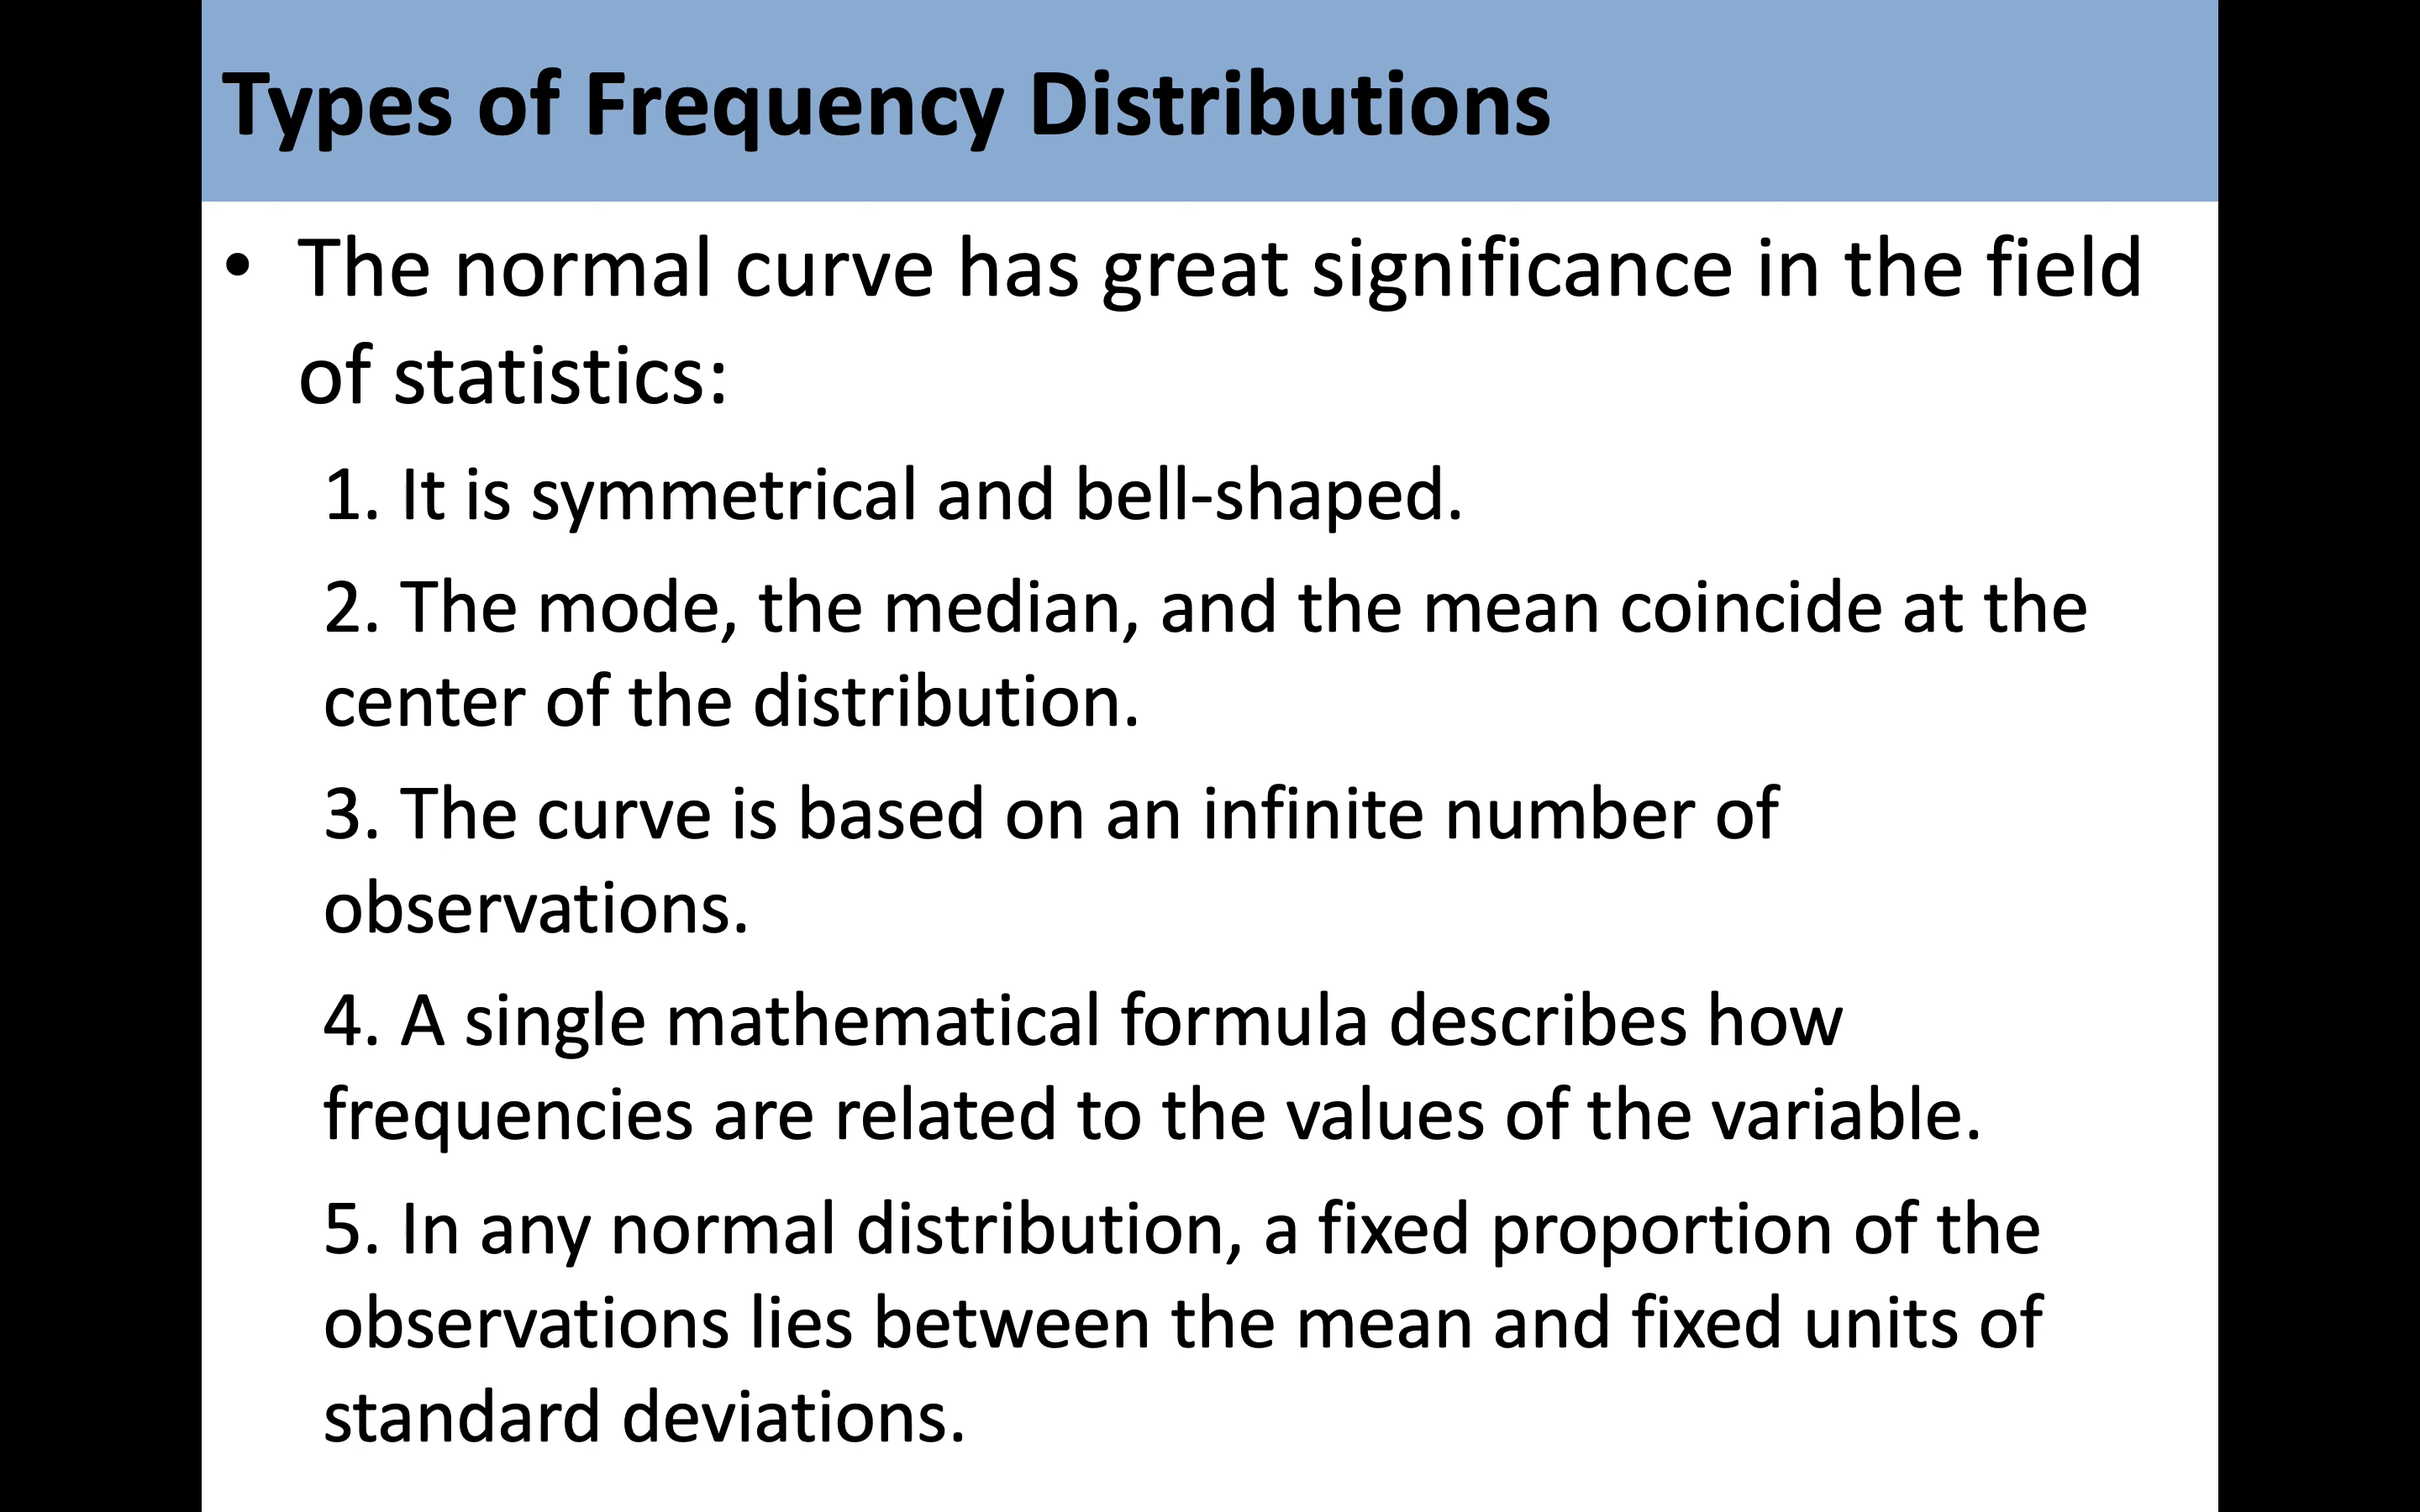 Types of Frequency Distributions
• The normal curve has great significance in the field
of statistics:
1. It is symmetrical and bell-shaped.
2. The mode, the median, and the mean coincide at the
center of the distribution.
3. The curve is based on an infinite number of
observations.
4. A single mathematical formula describes how
frequencies are related to the values of the variable.
5. In any normal distribution, a fixed proportion of the
observations lies between the mean and fixed units of
standard deviations.